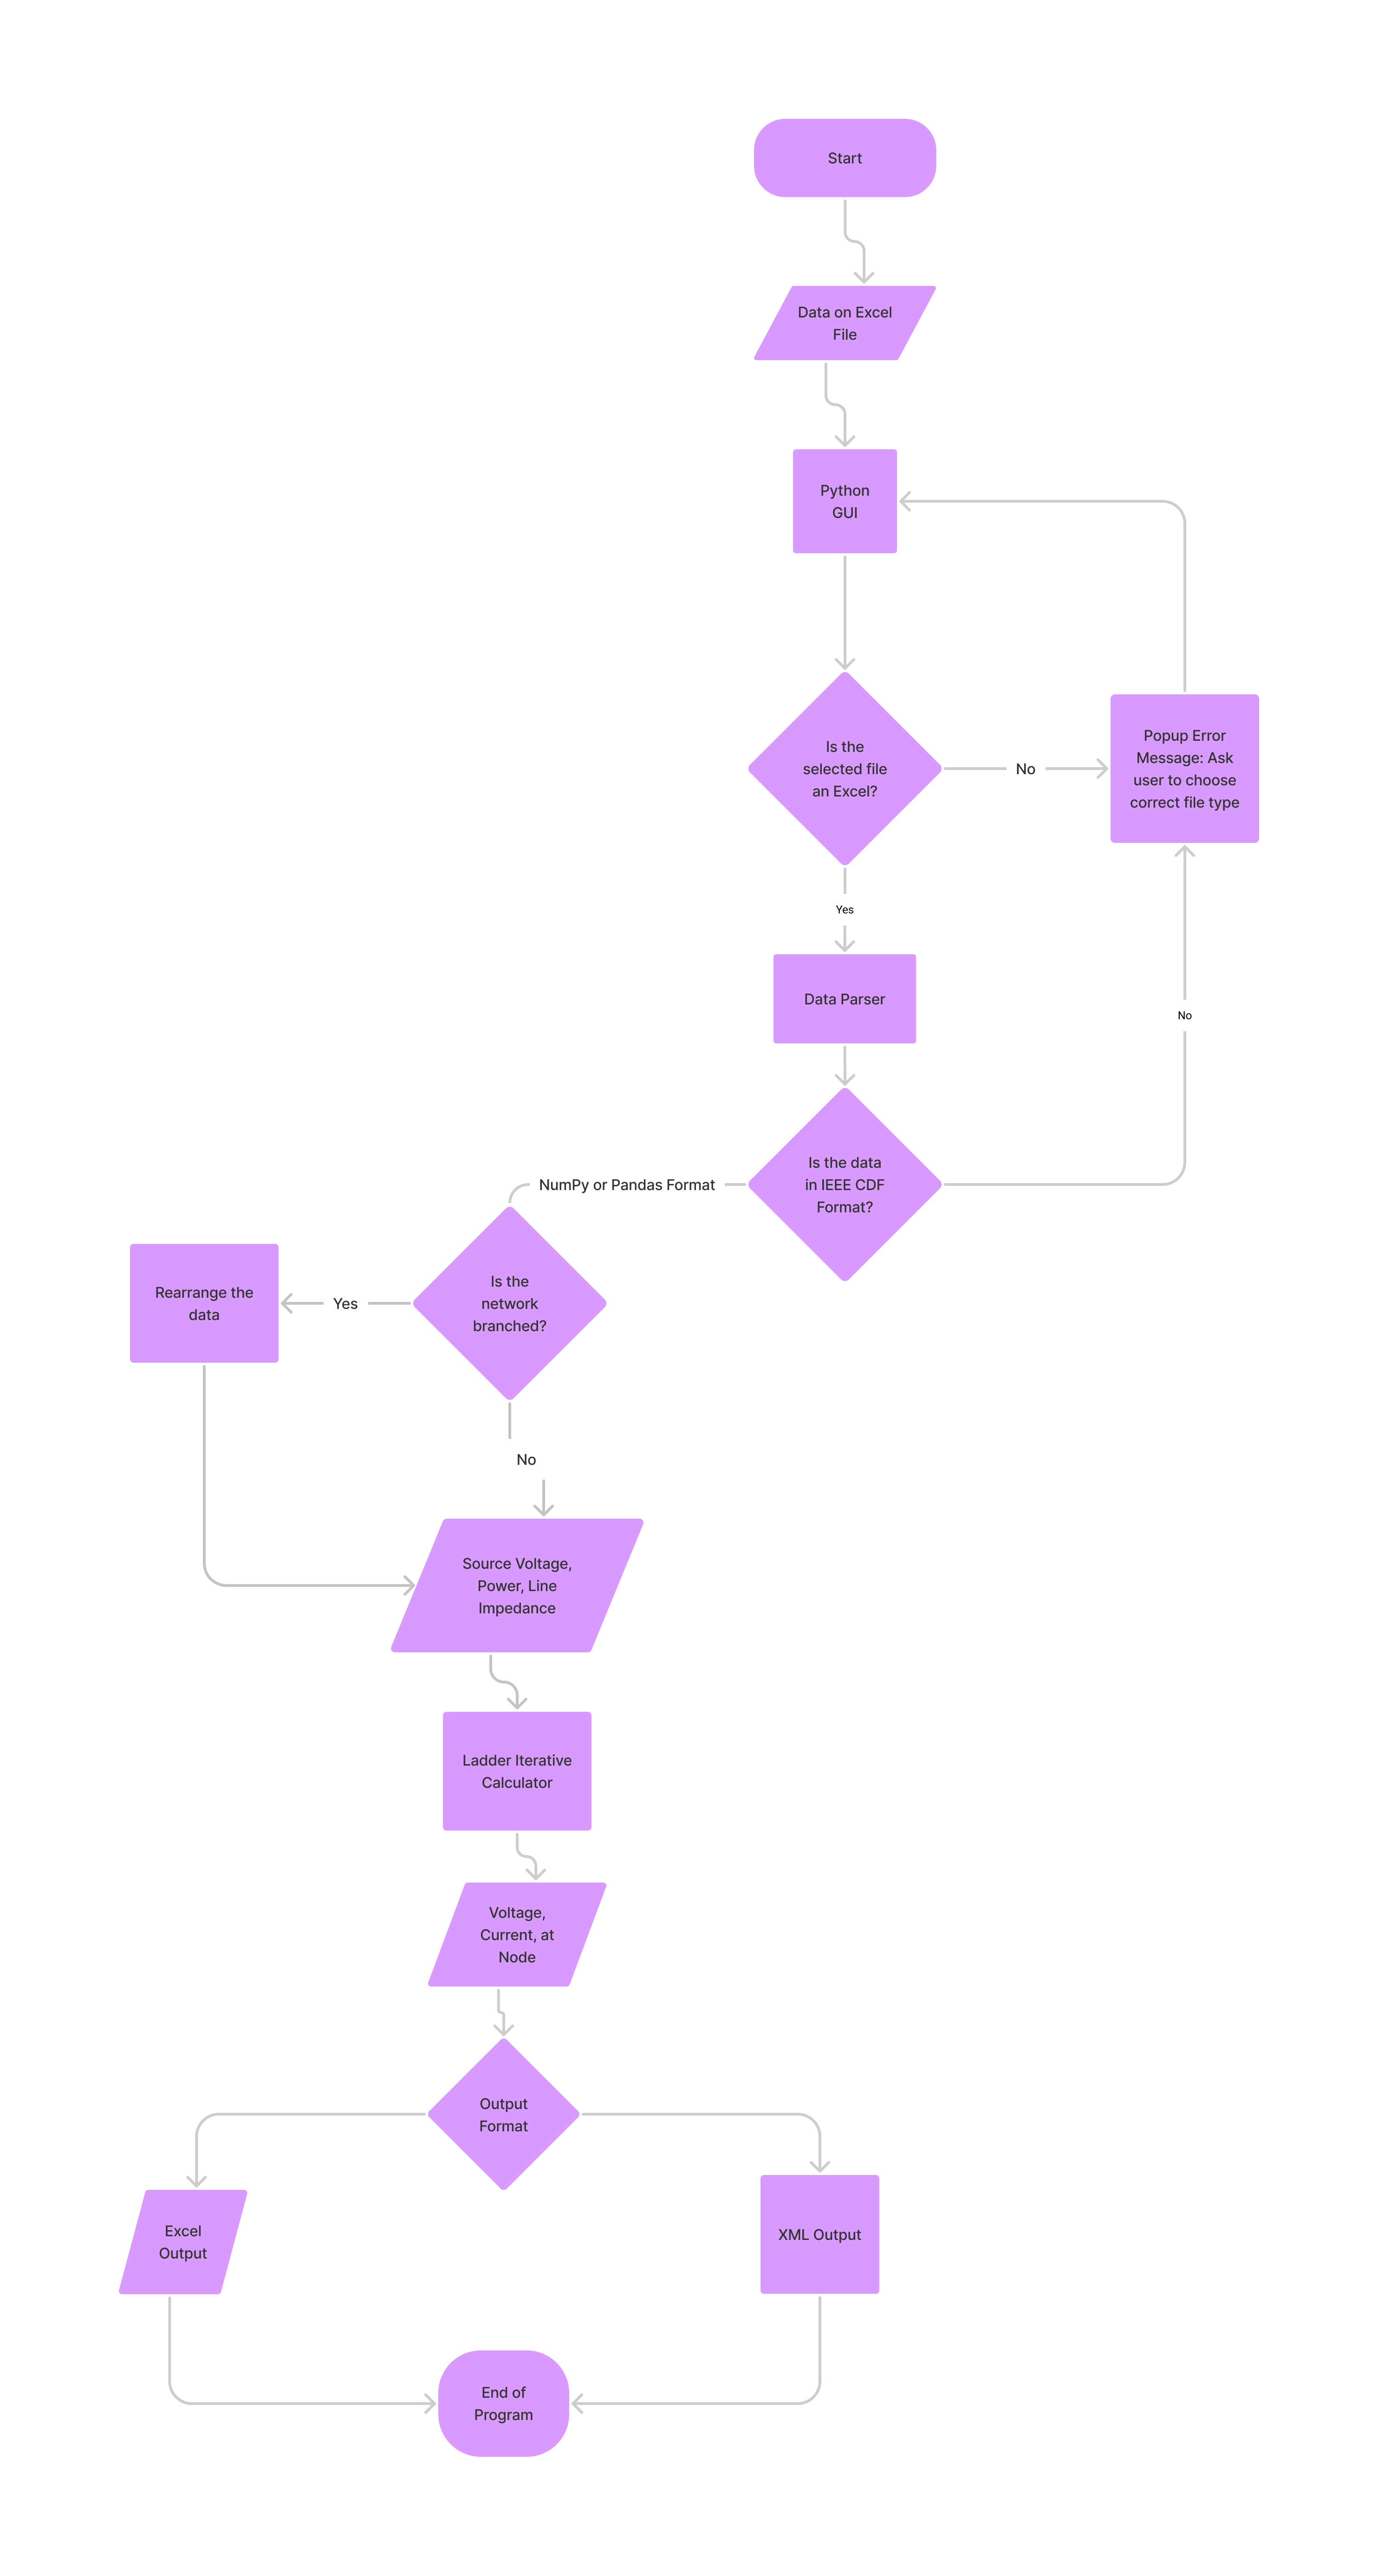 Start
Data on Excel
File
Python
GUI
Is the
selected file
an Excel?
No
Popup Error
Message: Ask
user to choose
correct file type
Yes
Data Parser
No
Is the data
in IEEE CDF
Format?
NumPy or Pandas Format
Is the
network
branched?
Yes
Rearrange the
data
No
Source Voltage,
Power, Line
Impedance
Ladder Iterative
Calculator
Voltage,
Current, at
Node
Output
Format
Excel
Output
XML Output
End of
Program